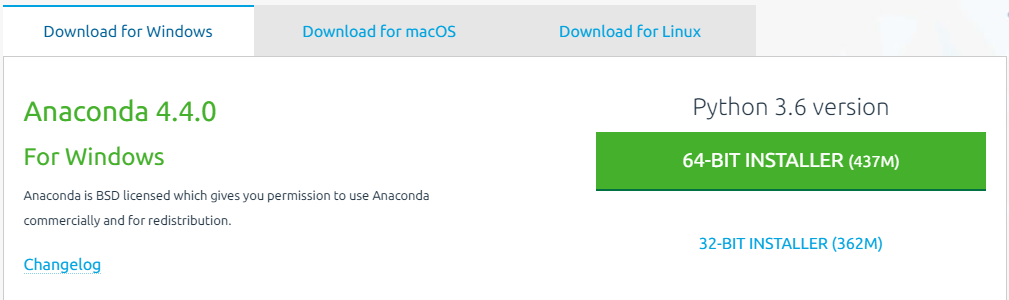 Download for Windows
Download for macOS
Download for Linux
Anaconda 4.4.0
For Windows
Anaconda is BSD licensed which gives you permission to use Anaconda
commercially and for redistribution.
Changelog
Python 3.6 version
64-BIT INSTALLER (437M)
32-BIT INSTALLER (362M)